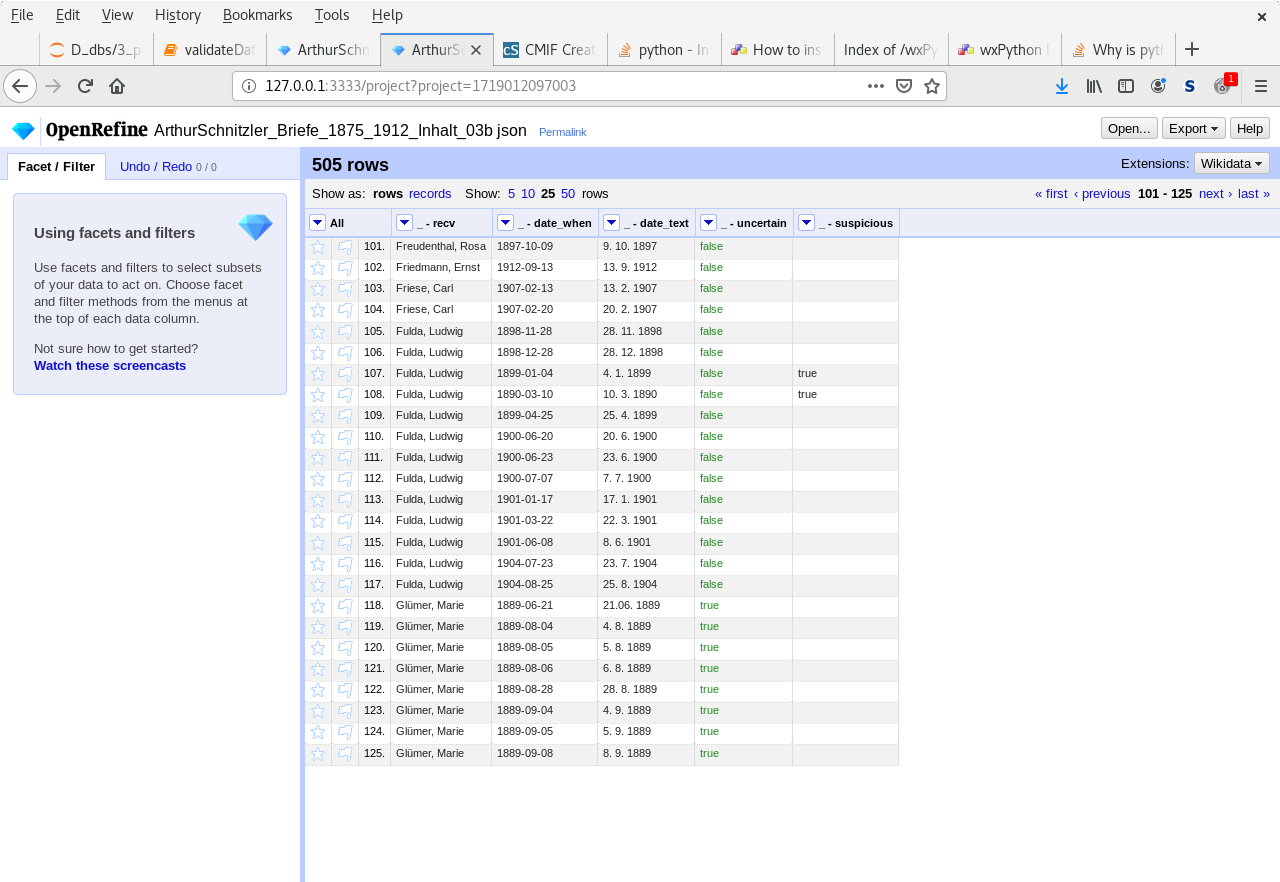 File Edit View History Bookmarks Tools Help
D_dbs/3_p validateDat ArthurSchn ArthurSc CMIF Creat python - In How to ins Index of /wxPy wxPython D Why is pyth
127.0.0.1:3333/project?project=1719012097003 1
OpenRefine ArthurSchnitzler_Briefe_1875_1912_Inhalt_03b json Permalink Open... Export Help
Facet / Filter Undo / Redo 0 / 0
505 rows Extensions: Wikidata
Show as: rows records Show: 5 10 25 50 rows « first ‹ previous 101 - 125 next › last »
Using facets and filters
Use facets and filters to select subsets
of your data to act on. Choose facet
and filter methods from the menus at
the top of each data column.
Not sure how to get started?
Watch these screencasts
All _ - recv _ - date_when _ - date_text _ - uncertain _ - suspicious
101. Freudenthal, Rosa 1897-10-09 9. 10. 1897 false
102. Friedmann, Ernst 1912-09-13 13. 9. 1912 false
103. Friese, Carl 1907-02-13 13. 2. 1907 false
104. Friese, Carl 1907-02-20 20. 2. 1907 false
105. Fulda, Ludwig 1898-11-28 28. 11. 1898 false
106. Fulda, Ludwig 1898-12-28 28. 12. 1898 false
107. Fulda, Ludwig 1899-01-04 4. 1. 1899 false true
108. Fulda, Ludwig 1890-03-10 10. 3. 1890 false true
109. Fulda, Ludwig 1899-04-25 25. 4. 1899 false
110. Fulda, Ludwig 1900-06-20 20. 6. 1900 false
111. Fulda, Ludwig 1900-06-23 23. 6. 1900 false
112. Fulda, Ludwig 1900-07-07 7. 7. 1900 false
113. Fulda, Ludwig 1901-01-17 17. 1. 1901 false
114. Fulda, Ludwig 1901-03-22 22. 3. 1901 false
115. Fulda, Ludwig 1901-06-08 8. 6. 1901 false
116. Fulda, Ludwig 1904-07-23 23. 7. 1904 false
117. Fulda, Ludwig 1904-08-25 25. 8. 1904 false
118. Glümer, Marie 1889-06-21 21.06. 1889 true
119. Glümer, Marie 1889-08-04 4. 8. 1889 true
120. Glümer, Marie 1889-08-05 5. 8. 1889 true
121. Glümer, Marie 1889-08-06 6. 8. 1889 true
122. Glümer, Marie 1889-08-28 28. 8. 1889 true
123. Glümer, Marie 1889-09-04 4. 9. 1889 true
124. Glümer, Marie 1889-09-05 5. 9. 1889 true
125. Glümer, Marie 1889-09-08 8. 9. 1889 true